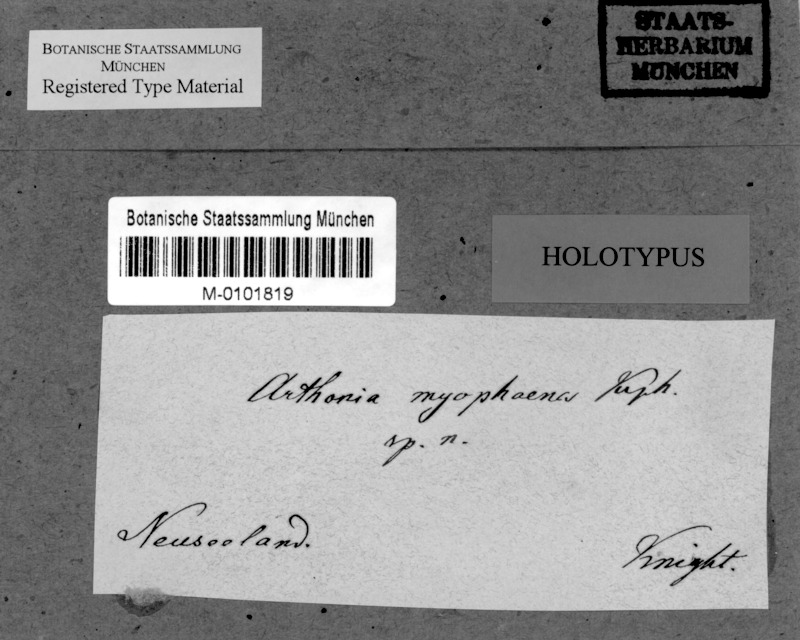 BOTANISCHE STAATSSAMMLUNG
MÜNCHEN
Registered Type Material
STAATS-
HERBARIUM
MÜNCHEN
Botanische Staatssammlung München
M-0101819
HOLOTYPUS
Arthonia myophaena
sp. n.
Neuseeland.
Knight.